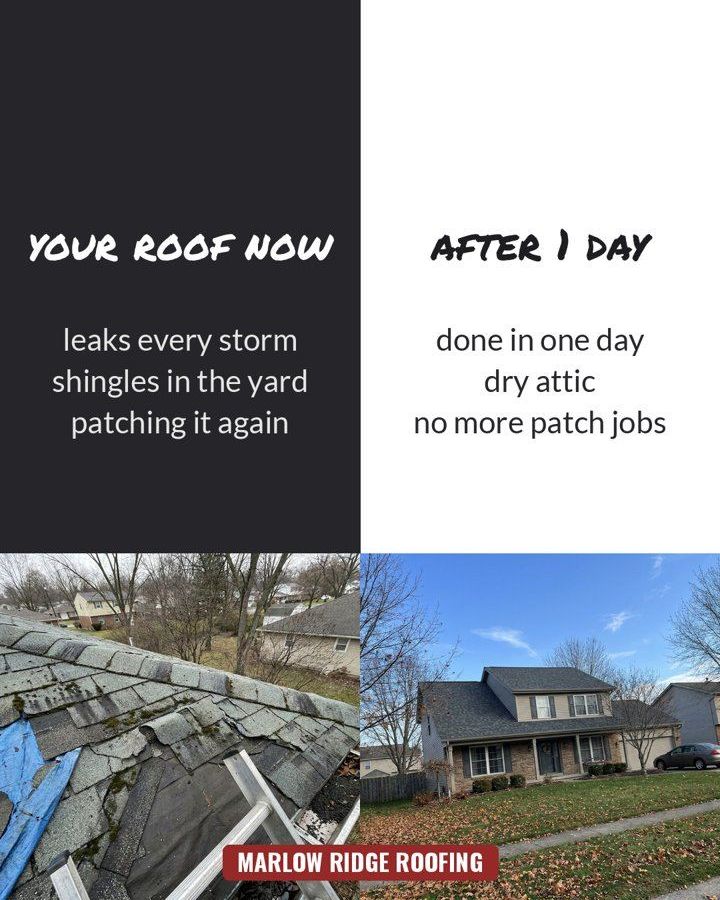 YOUR ROOF NOW
leaks every storm
shingles in the yard
patching it again
AFTER 1 DAY
done in one day
dry attic
no more patch jobs
MARLOW RIDGE ROOFING